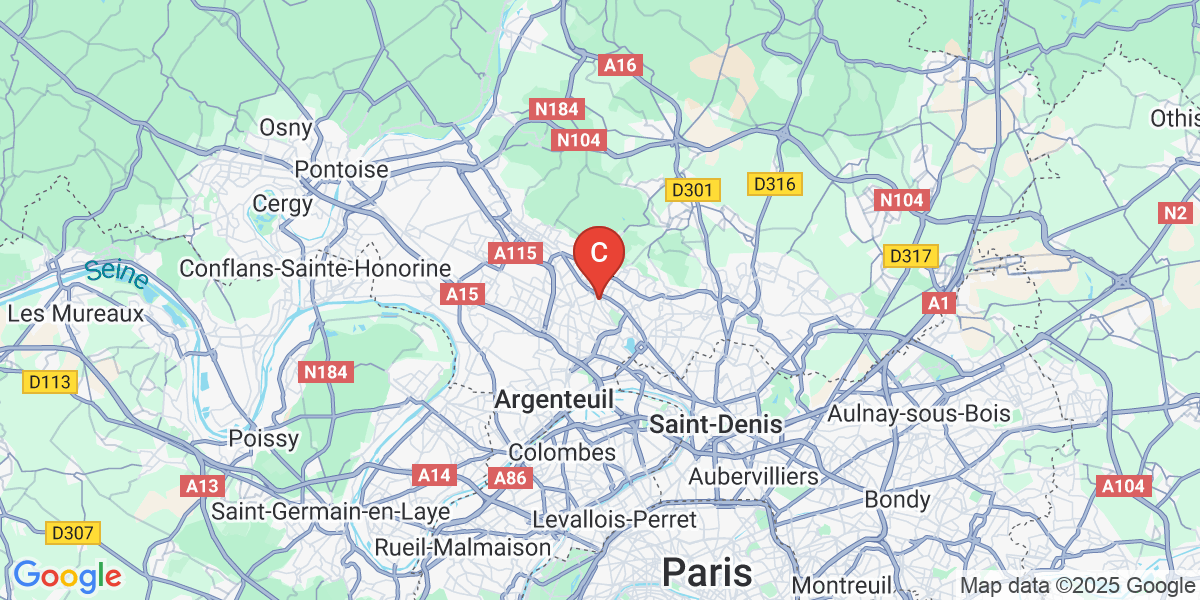 A16
N184
Othis
Osny
N104
Pontoise
D316
D301
N104
Cergy
N2
A115
C
D317
Seine
Conflans-Sainte-Honorine
A15
A1
Les Mureaux
N184
D113
Argenteuil
Aulnay-sous-Bois
Saint-Denis
Poissy
Colombes
A14
A86
Aubervilliers
A13
A104
Bondy
Saint-Germain-en-Laye
Levallois-Perret
D307
Rueil-Malmaison
Paris
Google
Montreuil
Map data ©2025 Google